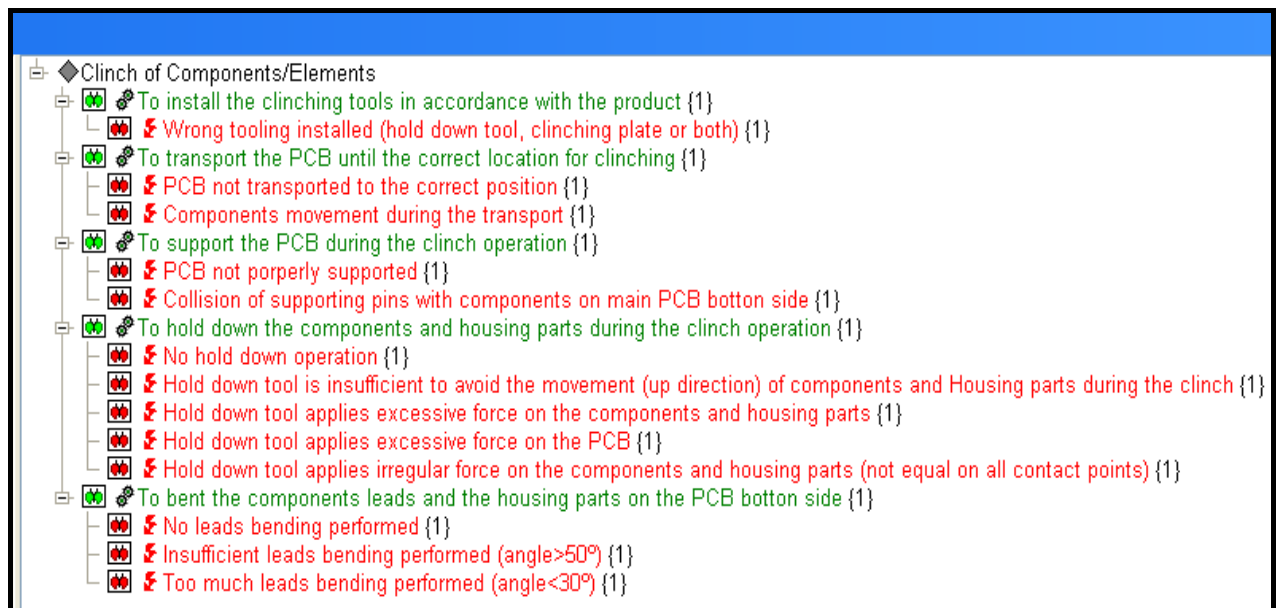 Clinch of Components/Elements
To install the clinching tools in accordance with the product {1}
Wrong tooling installed (hold down tool, clinching plate or both) {1}
To transport the PCB until the correct location for clinching {1}
PCB not transported to the correct position {1}
Components movement during the transport {1}
To support the PCB during the clinch operation {1}
PCB not porperly supported {1}
Collision of supporting pins with components on main PCB botton side {1}
To hold down the components and housing parts during the clinch operation {1}
No hold down operation {1}
Hold down tool is insufficient to avoid the movement (up direction) of components and Housing parts during the clinch {1}
Hold down tool applies excessive force on the components and housing parts {1}
Hold down tool applies excessive force on the PCB {1}
Hold down tool applies irregular force on the components and housing parts (not equal on all contact points) {1}
To bent the components leads and the housing parts on the PCB botton side {1}
No leads bending performed {1}
Insufficient leads bending performed (angle>50º) {1}
Too much leads bending performed (angle<30º) {1}